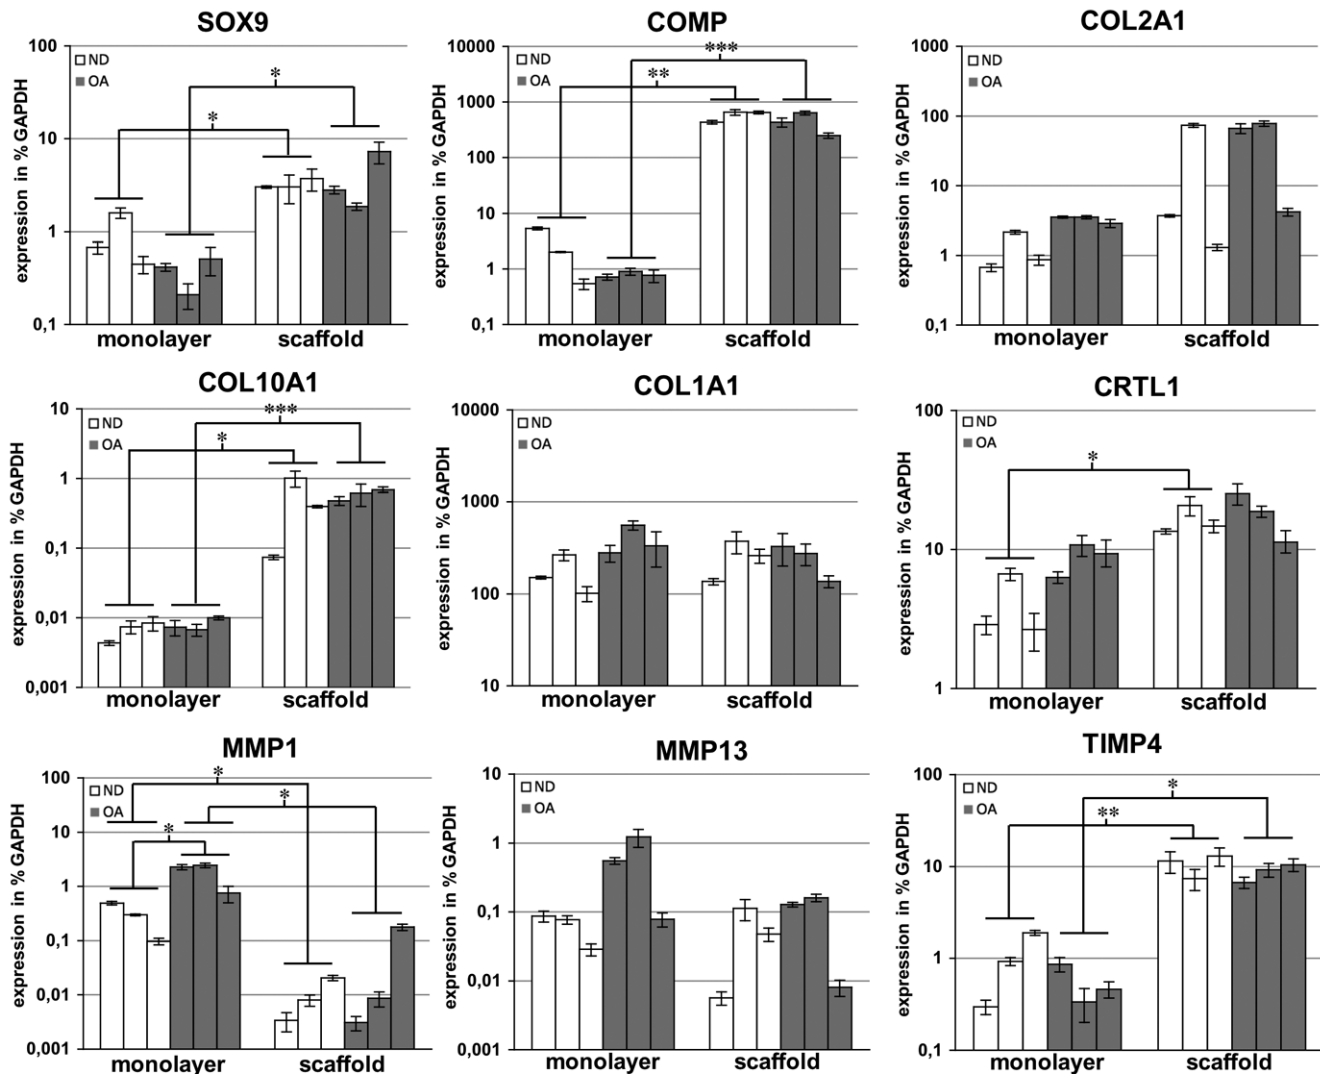 SOX9
100
10
1
0,1
expression in % GAPDH
ND
OA
*
*
monolayer
scaffold
COMP
10000
1000
100
10
1
0,1
expression in % GAPDH
ND
OA
***
**
monolayer
scaffold
COL2A1
1000
100
10
1
0,1
expression in % GAPDH
ND
OA
monolayer
scaffold
COL10A1
10
1
0,1
0,01
0,001
expression in % GAPDH
ND
OA
***
*
monolayer
scaffold
COL1A1
10000
1000
100
10
expression in % GAPDH
ND
OA
monolayer
scaffold
CRTL1
100
10
1
expression in % GAPDH
ND
OA
*
monolayer
scaffold
MMP1
100
10
1
0,1
0,01
0,001
expression in % GAPDH
ND
OA
*
*
*
monolayer
scaffold
MMP13
10
1
0,1
0,01
0,001
expression in % GAPDH
ND
OA
monolayer
scaffold
TIMP4
100
10
1
0,1
expression in % GAPDH
ND
OA
*
**
monolayer
scaffold